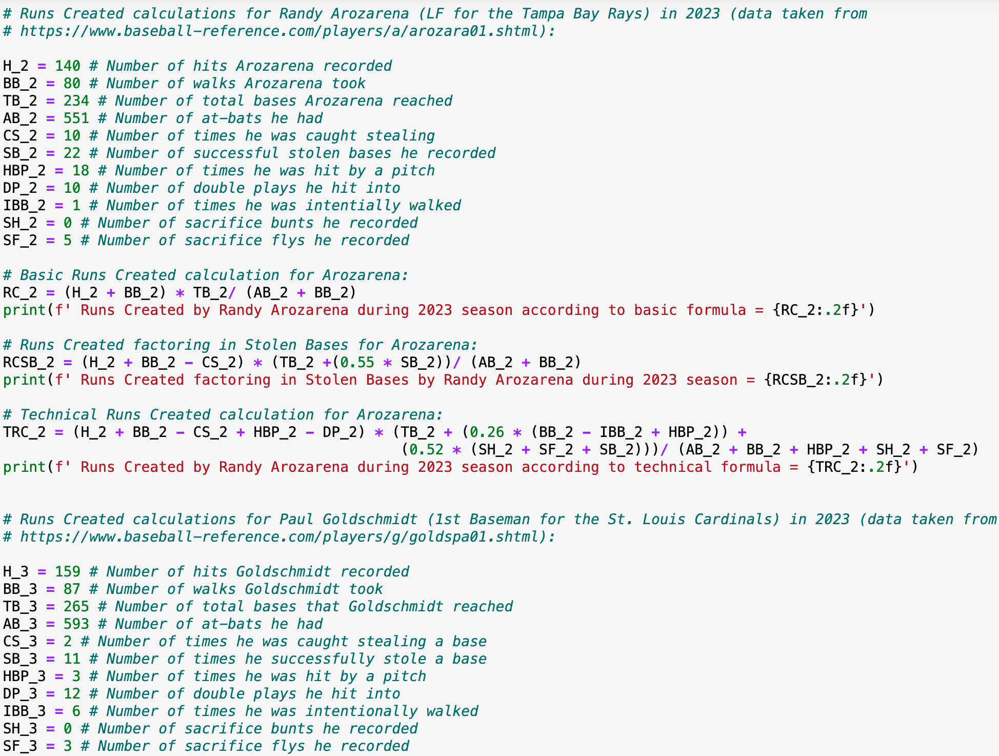 # Runs Created calculations for Randy Arozarena (LF for the Tampa Bay Rays) in 2023 (data taken from
# https://www.baseball-reference.com/players/a/arozara01.shtml):

H_2 = 140 # Number of hits Arozarena recorded
BB_2 = 80 # Number of walks Arozarena took
TB_2 = 234 # Number of total bases Arozarena reached
AB_2 = 551 # Number of at-bats he had
CS_2 = 10 # Number of times he was caught stealing
SB_2 = 22 # Number of successful stolen bases he recorded
HBP_2 = 18 # Number of times he was hit by a pitch
DP_2 = 10 # Number of double plays he hit into
IBB_2 = 1 # Number of times he was intentially walked
SH_2 = 0 # Number of sacrifice bunts he recorded
SF_2 = 5 # Number of sacrifice flys he recorded

# Basic Runs Created calculation for Arozarena:
RC_2 = (H_2 + BB_2) * TB_2/ (AB_2 + BB_2)
print(f' Runs Created by Randy Arozarena during 2023 season according to basic formula = {RC_2:.2f}')

# Runs Created factoring in Stolen Bases for Arozarena:
RCSB_2 = (H_2 + BB_2 - CS_2) * (TB_2 +(0.55 * SB_2))/ (AB_2 + BB_2)
print(f' Runs Created factoring in Stolen Bases by Randy Arozarena during 2023 season = {RCSB_2:.2f}')

# Technical Runs Created calculation for Arozarena:
TRC_2 = (H_2 + BB_2 - CS_2 + HBP_2 - DP_2) * (TB_2 + (0.26 * (BB_2 - IBB_2 + HBP_2)) +
(0.52 * (SH_2 + SF_2 + SB_2)))/ (AB_2 + BB_2 + HBP_2 + SH_2 + SF_2)
print(f' Runs Created by Randy Arozarena during 2023 season according to technical formula = {TRC_2:.2f}')

# Runs Created calculations for Paul Goldschmidt (1st Baseman for the St. Louis Cardinals) in 2023 (data taken from
# https://www.baseball-reference.com/players/g/goldspa01.shtml):

H_3 = 159 # Number of hits Goldschmidt recorded
BB_3 = 87 # Number of walks Goldschmidt took
TB_3 = 265 # Number of total bases that Goldschmidt reached
AB_3 = 593 # Number of at-bats he had
CS_3 = 2 # Number of times he was caught stealing a base
SB_3 = 11 # Number of times he successfully stole a base
HBP_3 = 3 # Number of times he was hit by a pitch
DP_3 = 12 # Number of double plays he hit into
IBB_3 = 6 # Number of times he was intentionally walked
SH_3 = 0 # Number of sacrifice bunts he recorded
SF_3 = 3 # Number of sacrifice flys he recorded